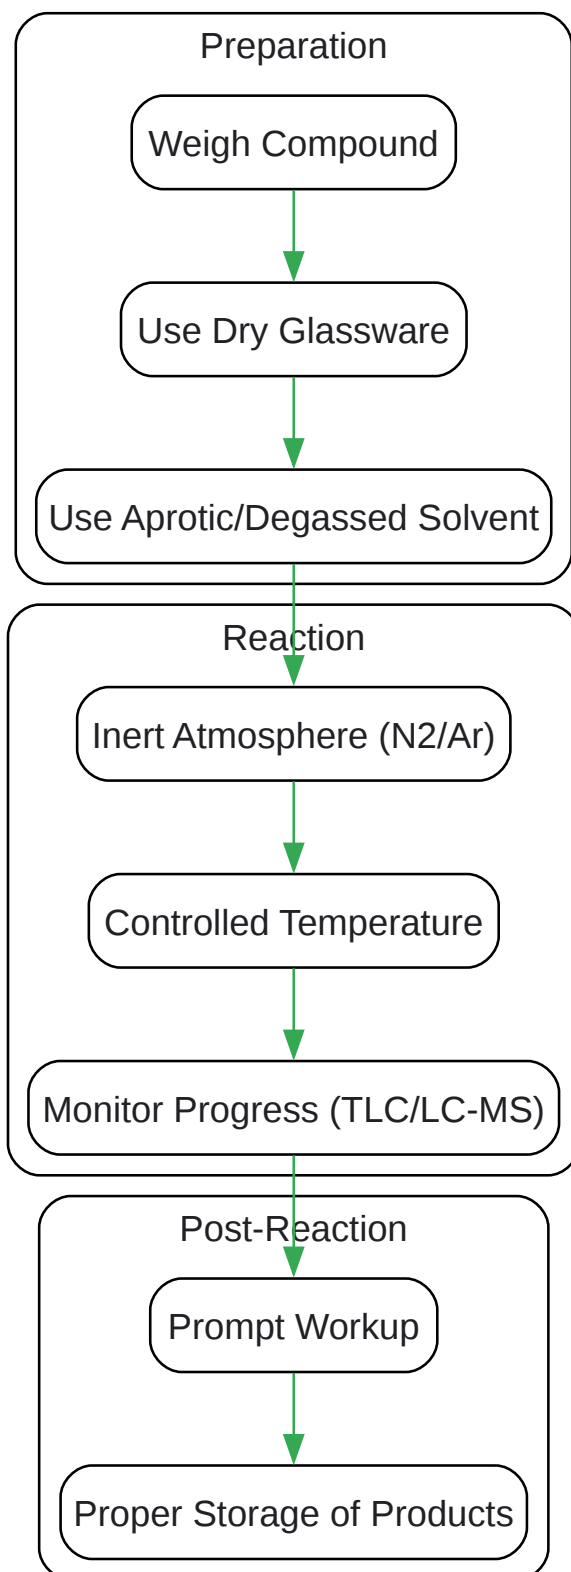 Preparation
Weigh Compound
Use Dry Glassware
Use Aprotic/Degassed Solvent
Reaction
Inert Atmosphere (N2/Ar)
Controlled Temperature
Monitor Progress (TLC/LC-MS)
Post-Reaction
Prompt Workup
Proper Storage of Products